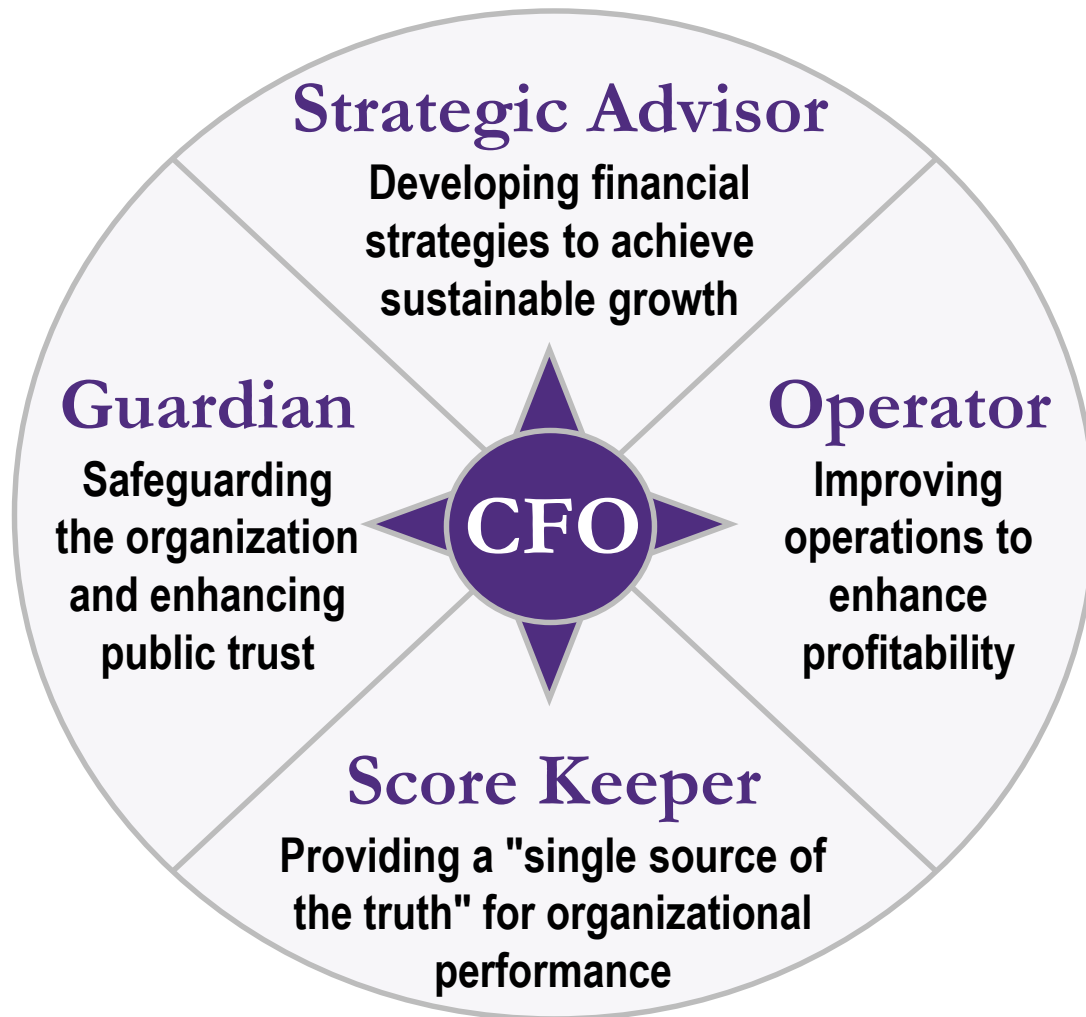 Strategic Advisor
Developing financial
strategies to achieve
sustainable growth
Guardian
Safeguarding
the organization
and enhancing
public trust
CFO
Operator
Improving
operations to
enhance
profitability
Score Keeper
Providing a "single source of
the truth" for organizational
performance